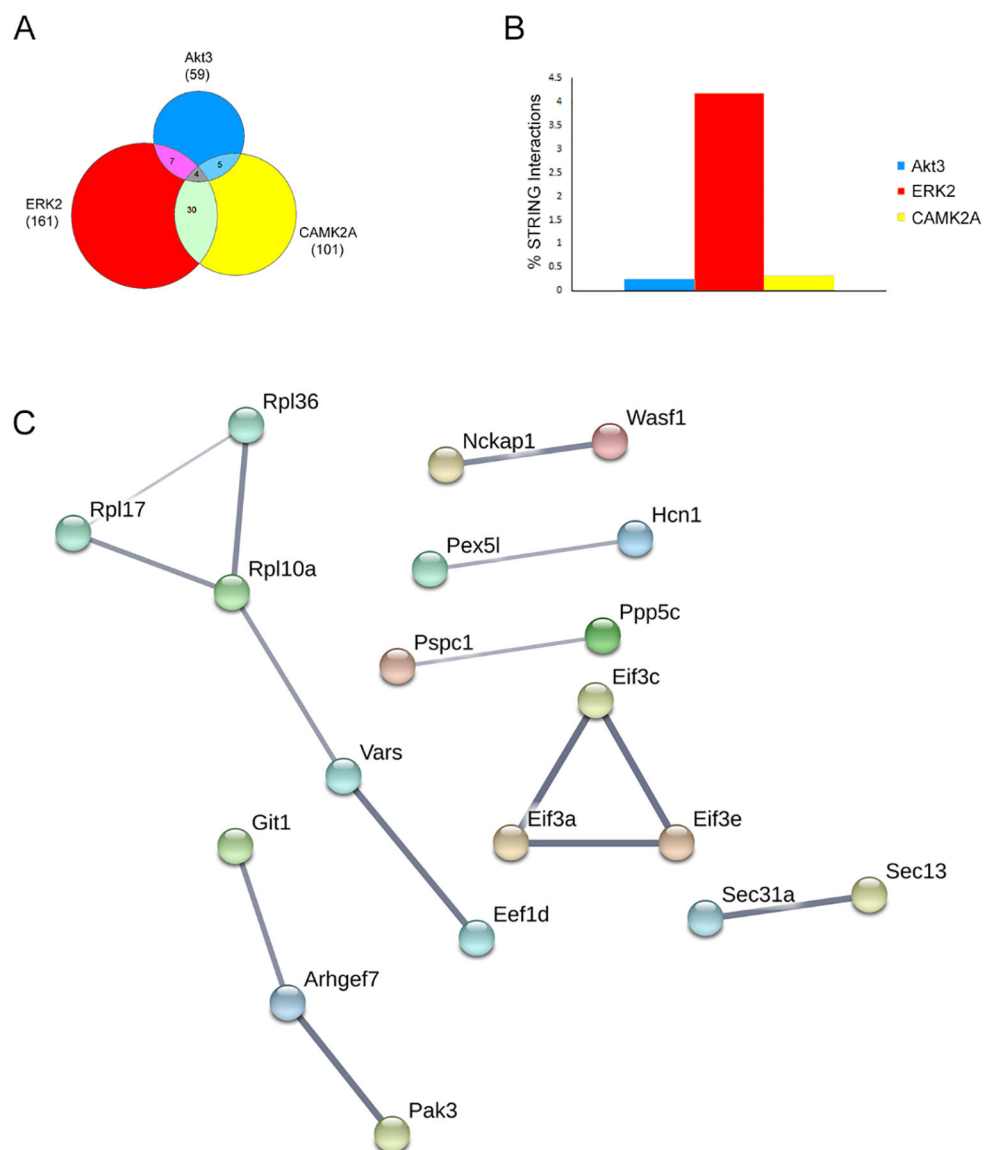 A
Akt3
(59)
7
5
4
30
ERK2
(161)
CAMK2A
(101)
B
% STRING Interactions
4.5
4
3.5
3
2.5
2
1.5
1
0.5
0
Akt3
ERK2
CAMK2A
C
Rpl36
Rpl17
Rpl10a
Nckap1
Wasf1
Pex5l
Hcn1
Pspc1
Ppp5c
Eif3c
Eif3a
Eif3e
Vars
Git1
Eef1d
Sec31a
Sec13
Arhgef7
Pak3